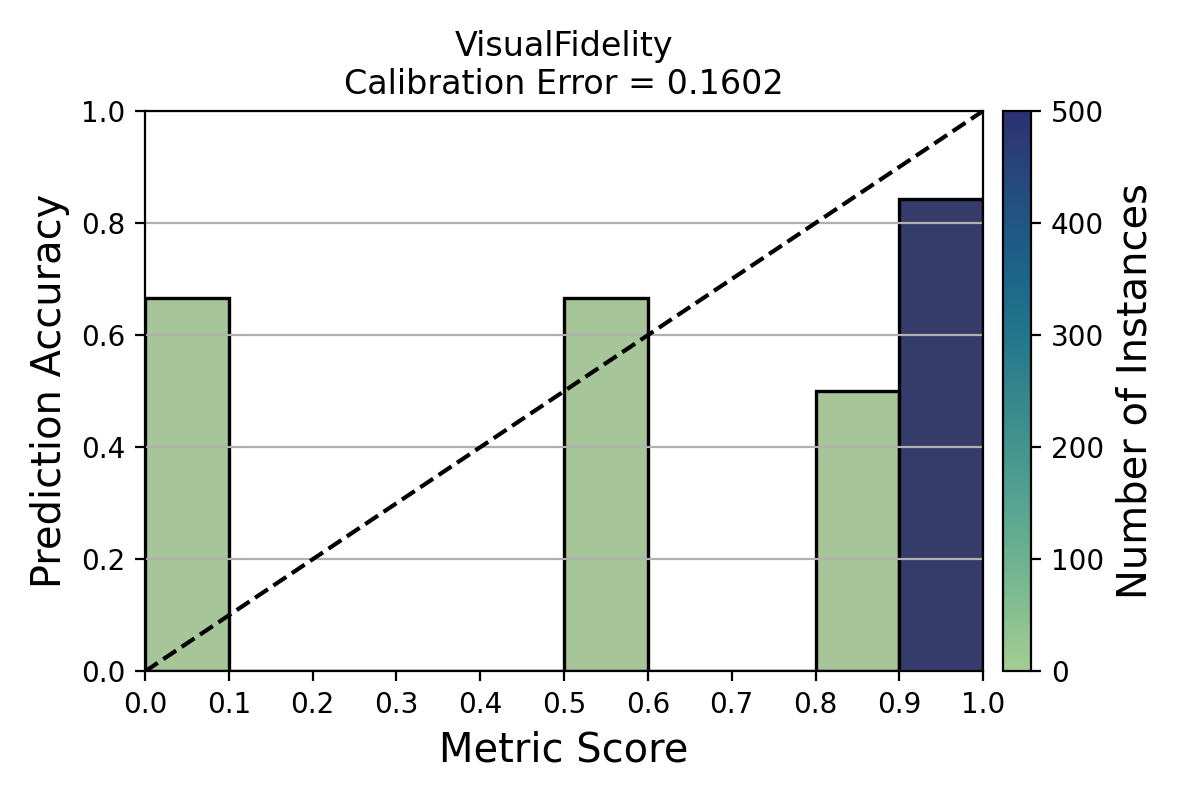 VisualFidelity
Calibration Error = 0.1602
Prediction Accuracy
1.0
0.8
0.6
0.4
0.2
0.0
0.0 0.1 0.2 0.3 0.4 0.5 0.6 0.7 0.8 0.9 1.0
Metric Score
500
400
300
200
100
0
Number of Instances